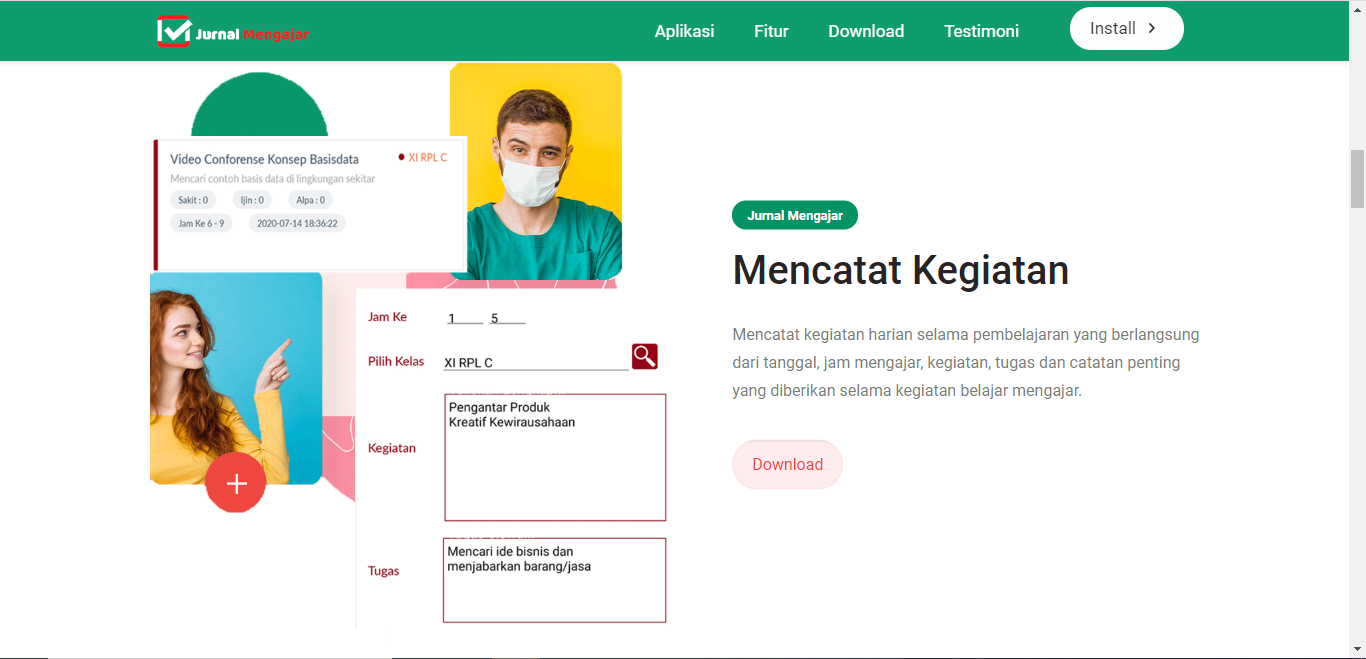 Jurnal Mengajar
Aplikasi
Fitur
Download
Testimoni
Install
Video Conforense Konsep Basisdata
XI RPL C
Mencari contoh basis data di lingkungan sekitar
Sakit : 0
Ijin : 0
Alpa : 0
Jam Ke 6 - 9
2020-07-14 18:36:22
Jam Ke
1
5
Pilih Kelas
XI RPL C
Kegiatan
Pengantar Produk
Kreatif Kewirausahaan
Tugas
Mencari ide bisnis dan
menjabarkan barang/jasa
Jurnal Mengajar
Mencatat Kegiatan
Mencatat kegiatan harian selama pembelajaran yang berlangsung
dari tanggal, jam mengajar, kegiatan, tugas dan catatan penting
yang diberikan selama kegiatan belajar mengajar.
Download